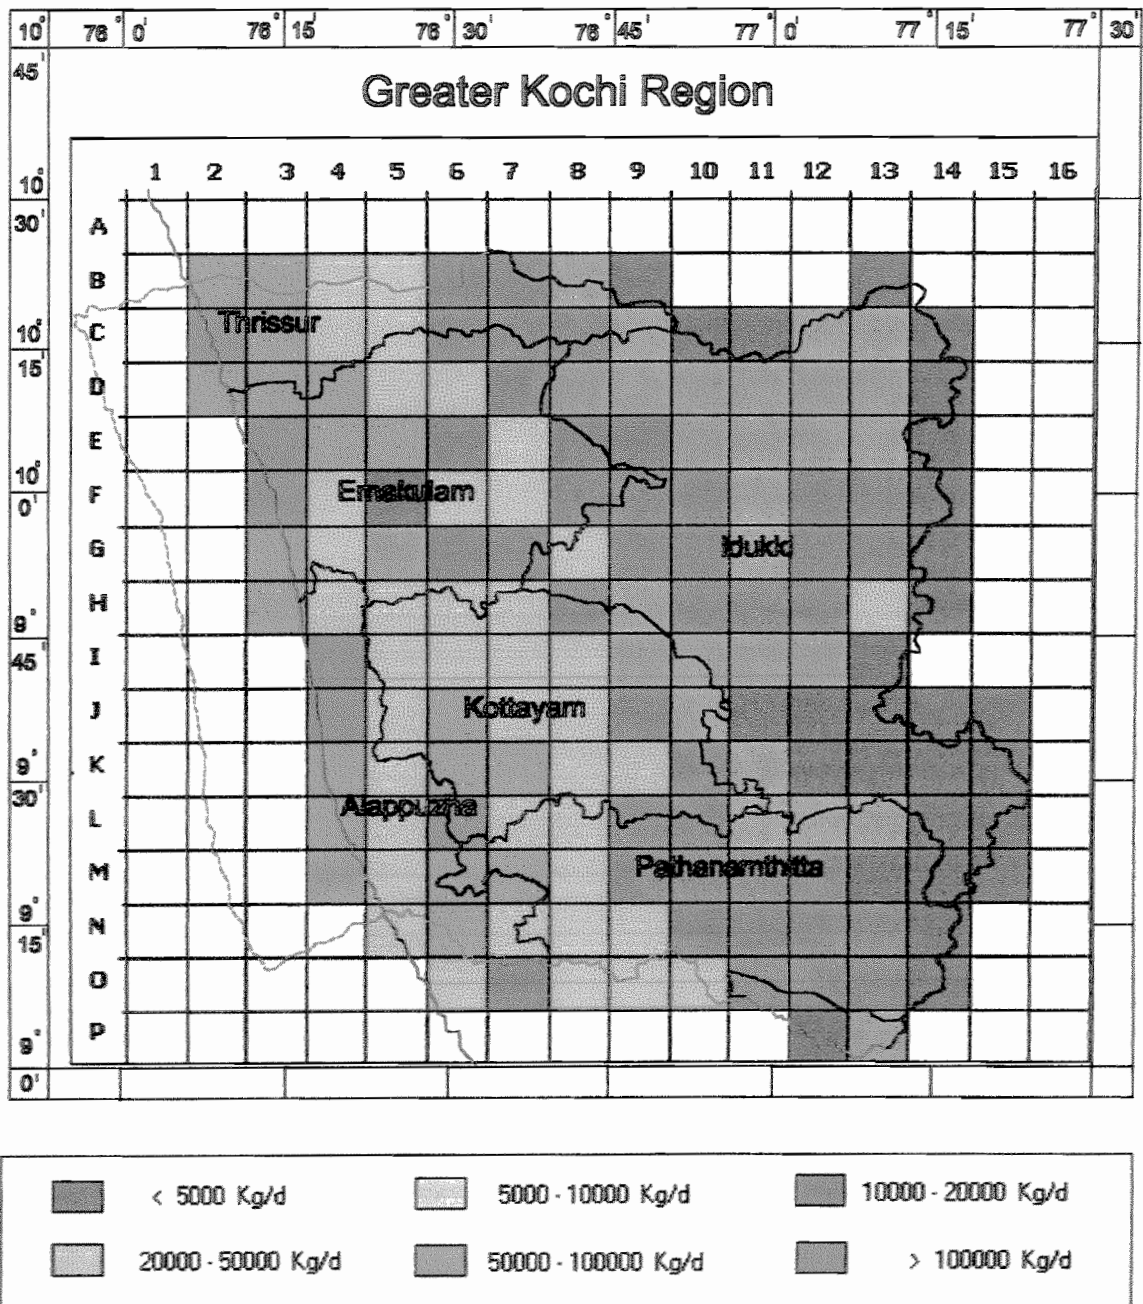 10° 76° 0' 76° 15' 76° 30' 76° 45' 77° 0' 77° 15' 77° 30'
45'
Greater Kochi Region
1 2 3 4 5 6 7 8 9 10 11 12 13 14 15 16
10°
30'
A
B
Thrissur
C
10°
15'
D
E
10°
0'
F
Ernakulam
G
Idukki
H
9°
45'
I
J
Kottayam
K
9°
30'
Alappuzha
L
M
Pathanamthitta
9°
15'
N
O
P
9°
0'
< 5000 Kg/d 5000 - 10000 Kg/d 10000 - 20000 Kg/d
20000 - 50000 Kg/d 50000 - 100000 Kg/d > 100000 Kg/d